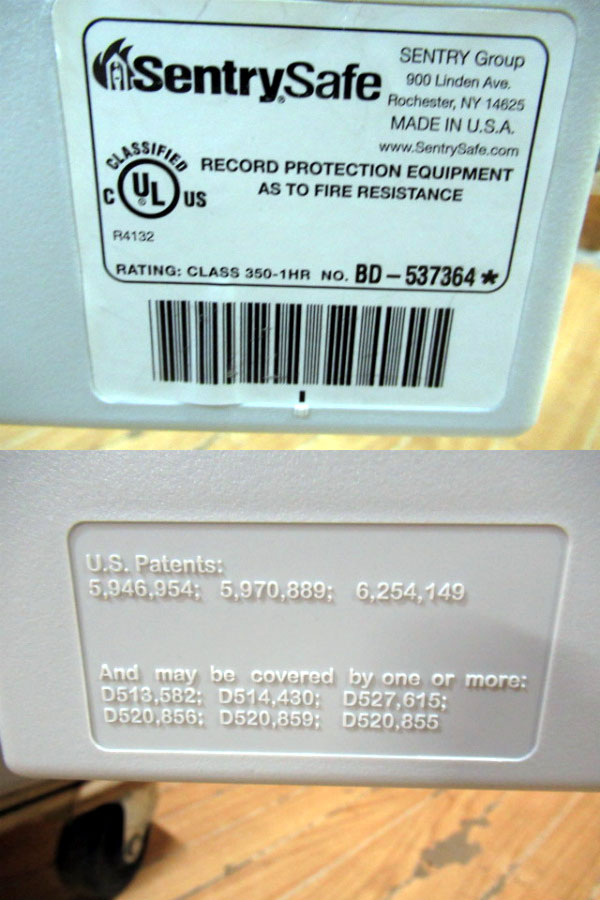 SentrySafe
SENTRY Group
900 Linden Ave.
Rochester, NY 14625
MADE IN U.S.A.
www.SentrySafe.com
CLASSIFIED
C UL® US
RECORD PROTECTION EQUIPMENT
AS TO FIRE RESISTANCE
R4132
RATING: CLASS 350-1HR NO. BD-537364*
U.S. Patents:
5,946,954; 5,970,889; 6,254,149
And may be covered by one or more:
D513,582; D514,430; D527,615;
D520,856; D520,859; D520,855